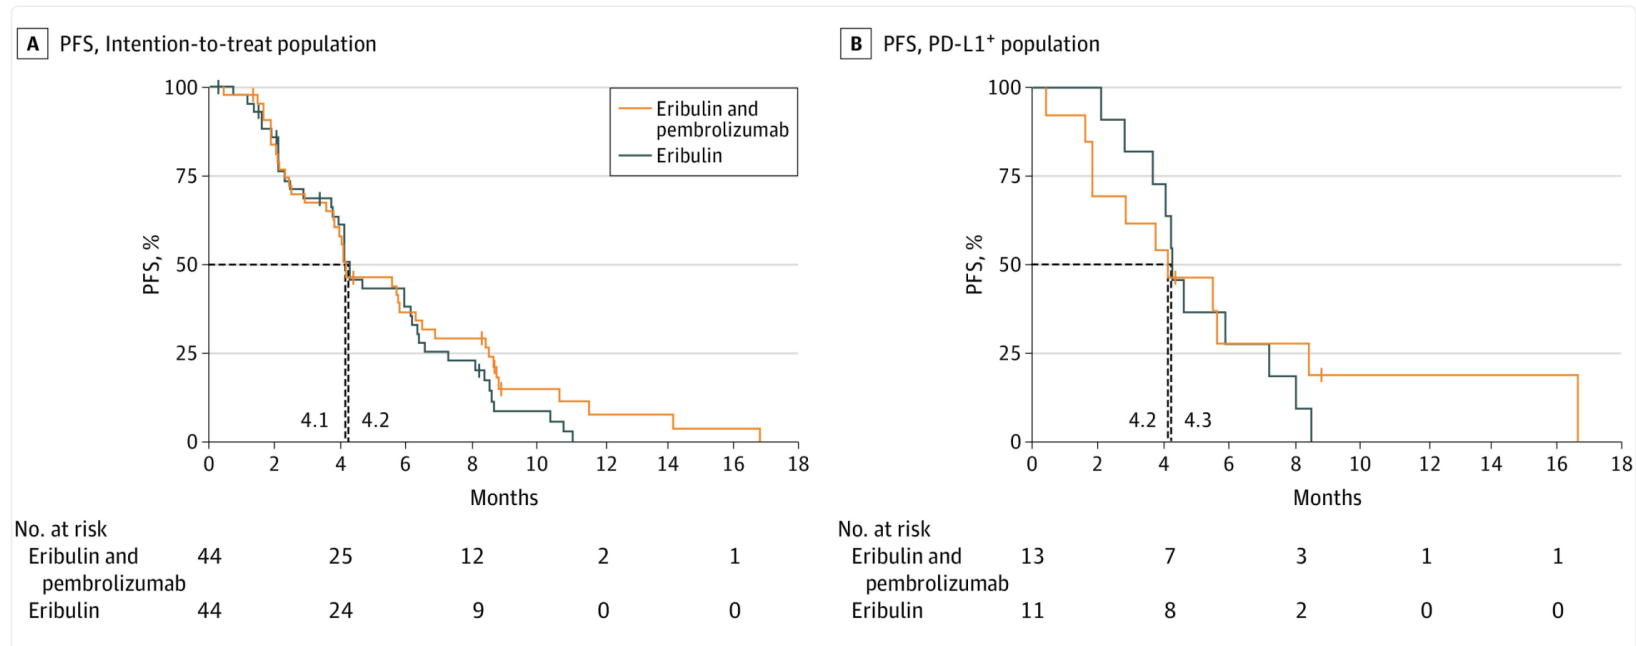 A PFS, Intention-to-treat population
100
75
50
25
0
PFS, %
Eribulin and
pembrolizumab
Eribulin
4.1 4.2
0 2 4 6 8 10 12 14 16 18
Months
No. at risk
Eribulin and
pembrolizumab
44 25 12 2 1
Eribulin 44 24 9 0 0
B PFS, PD-L1+ population
100
75
50
25
0
PFS, %
4.2 4.3
0 2 4 6 8 10 12 14 16 18
Months
No. at risk
Eribulin and
pembrolizumab
13 7 3 1 1
Eribulin 11 8 2 0 0